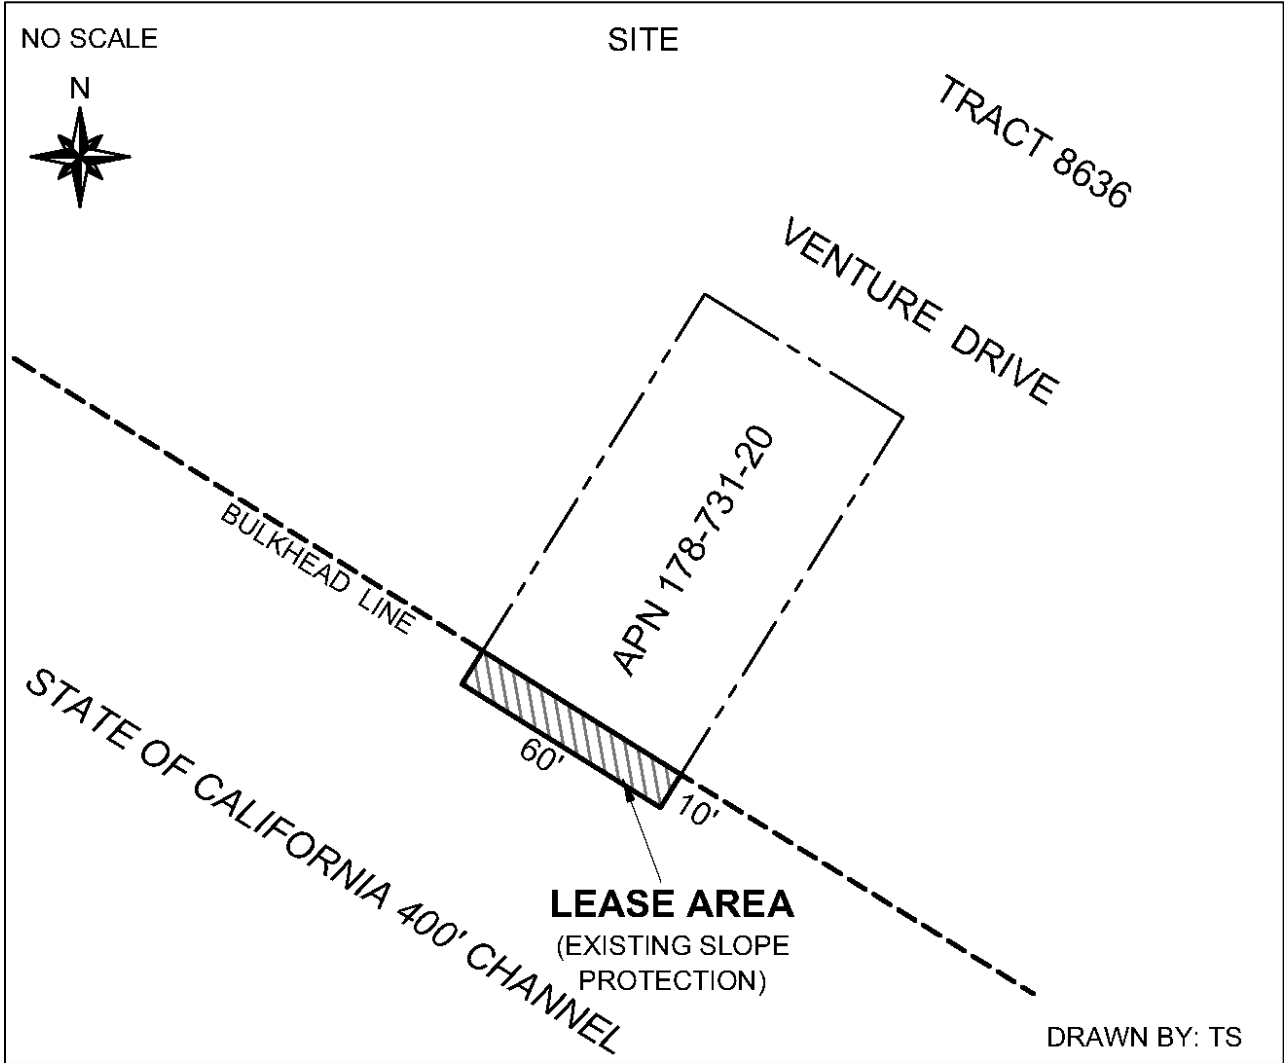 NO SCALE
SITE
N
TRACT 8636
VENTURE DRIVE
APN 178-731-20
BULKHEAD LINE
60'
10'
STATE OF CALIFORNIA 400' CHANNEL
LEASE AREA
(EXISTING SLOPE
PROTECTION)
DRAWN BY: TS